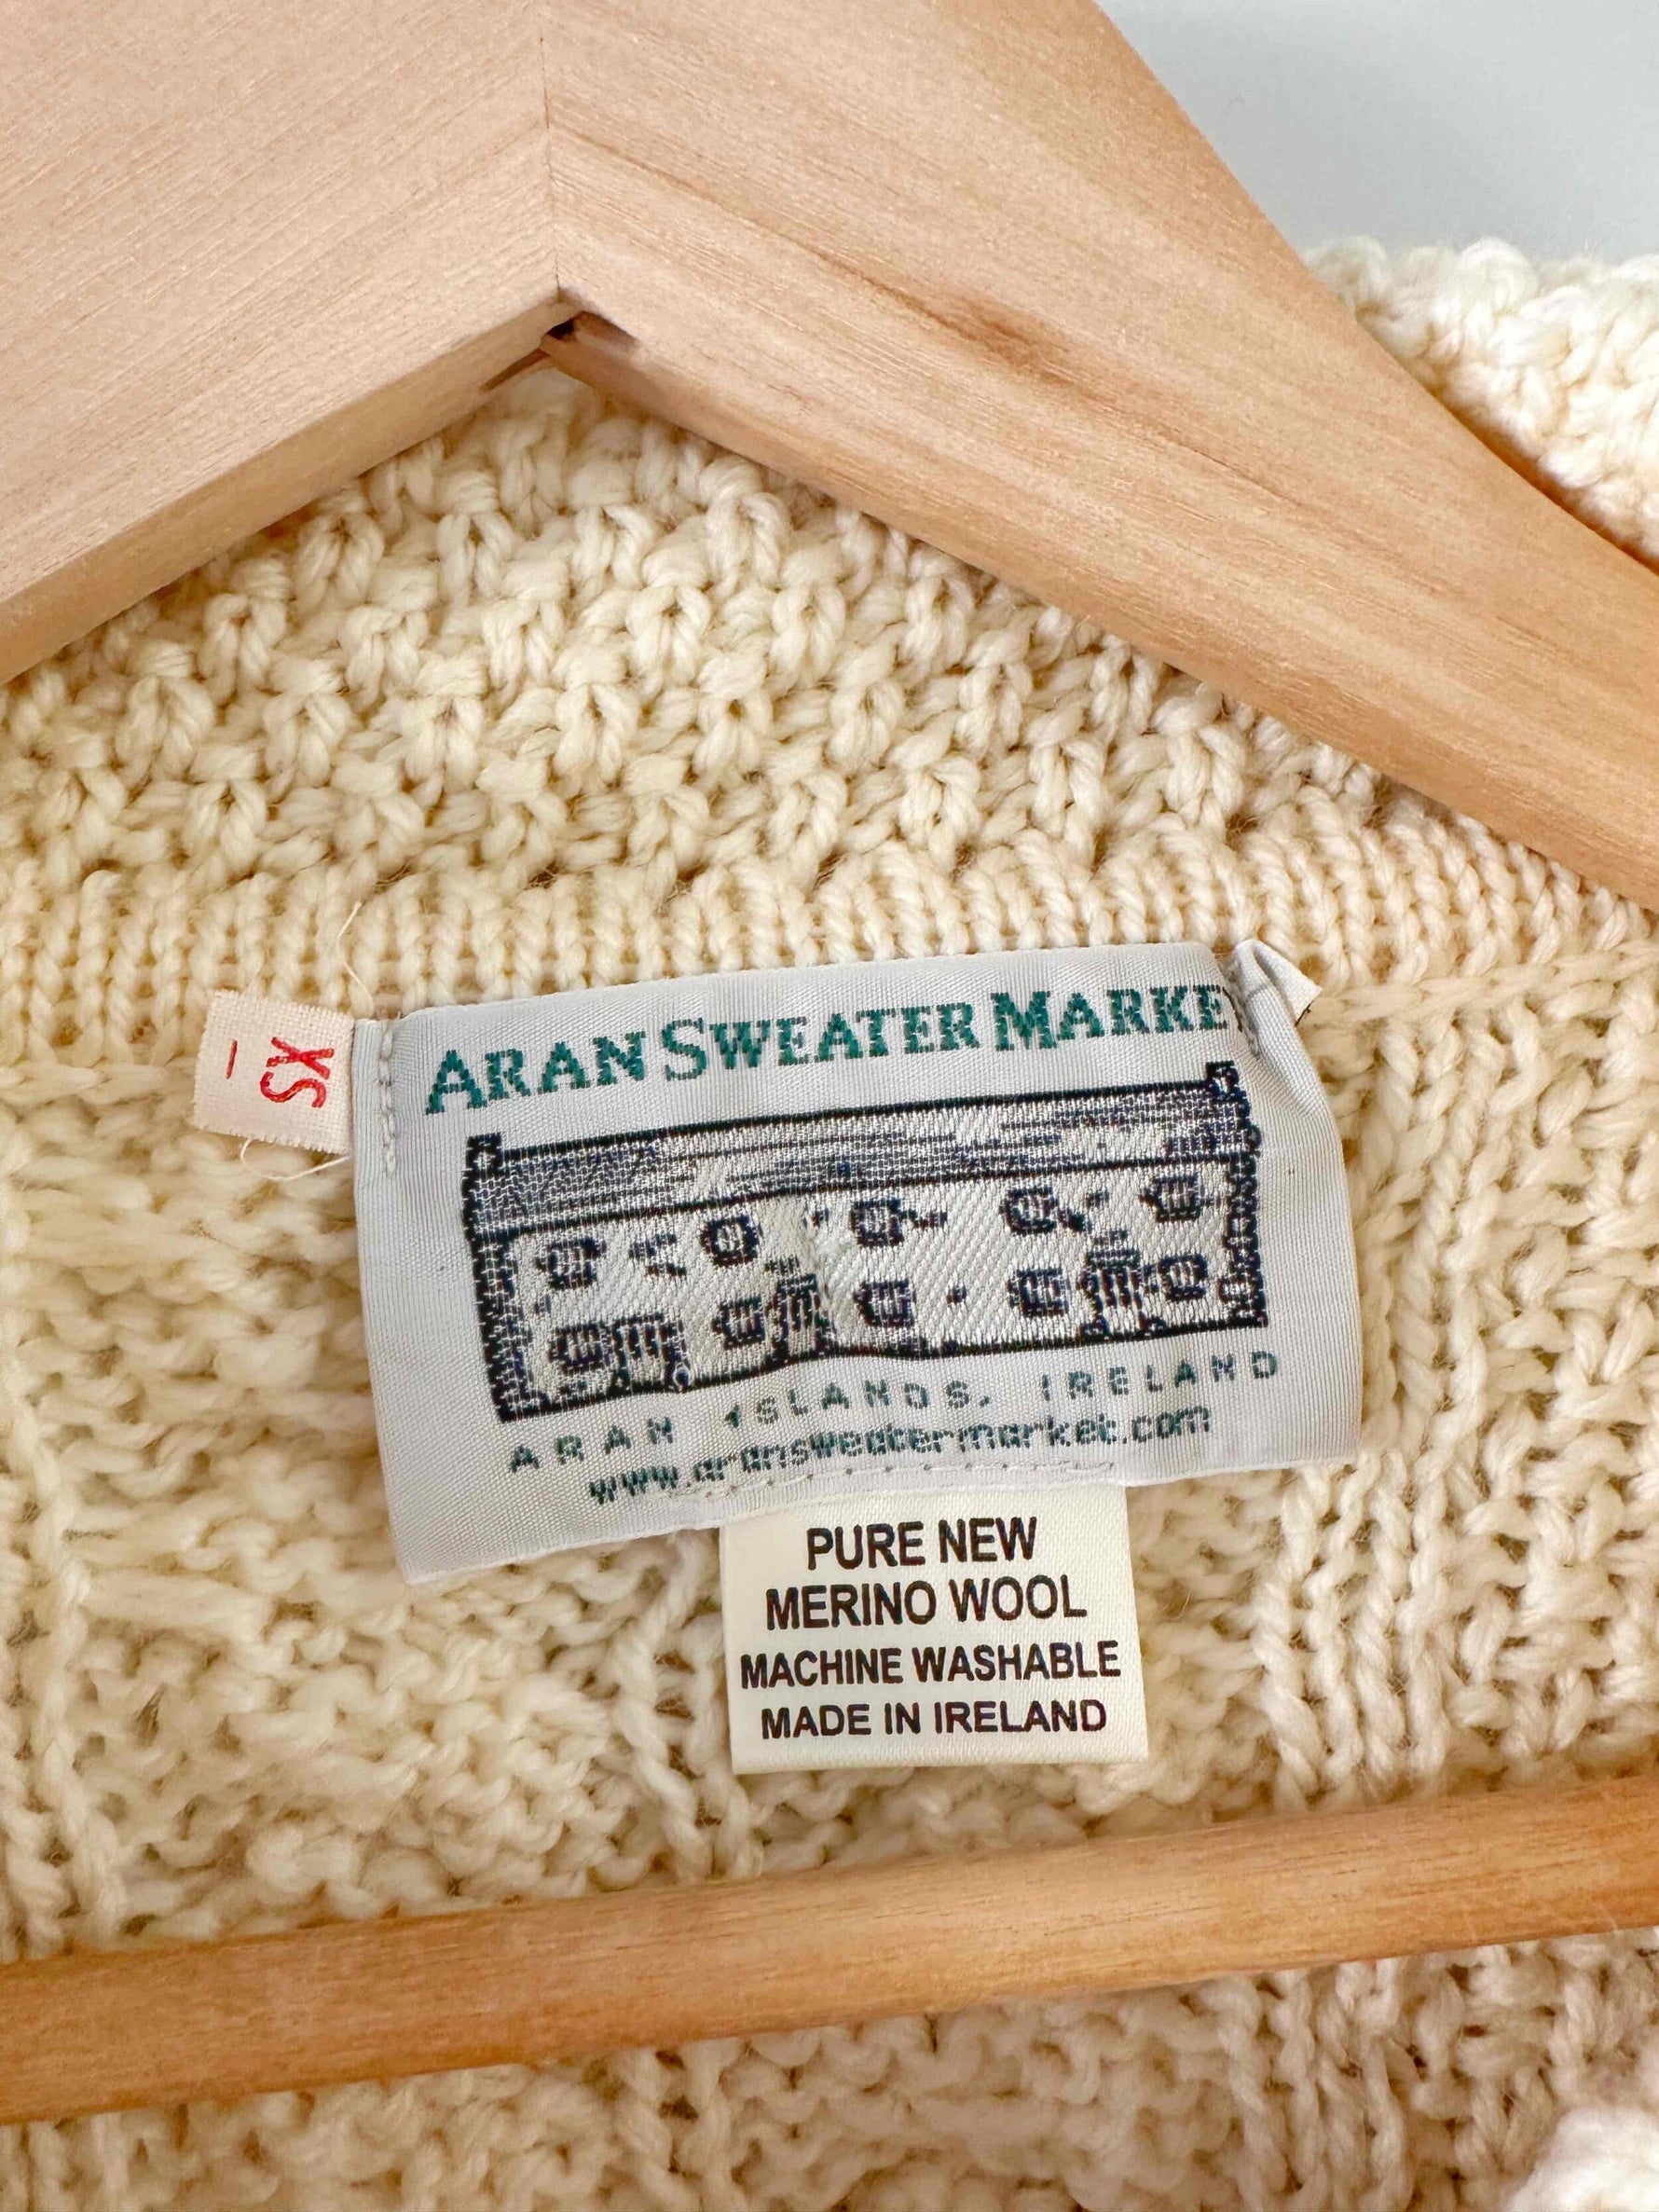 XS
ARAN SWEATER MARKET
ARAN ISLANDS, IRELAND
www.aransweatermarket.com
PURE NEW
MERINO WOOL
MACHINE WASHABLE
MADE IN IRELAND